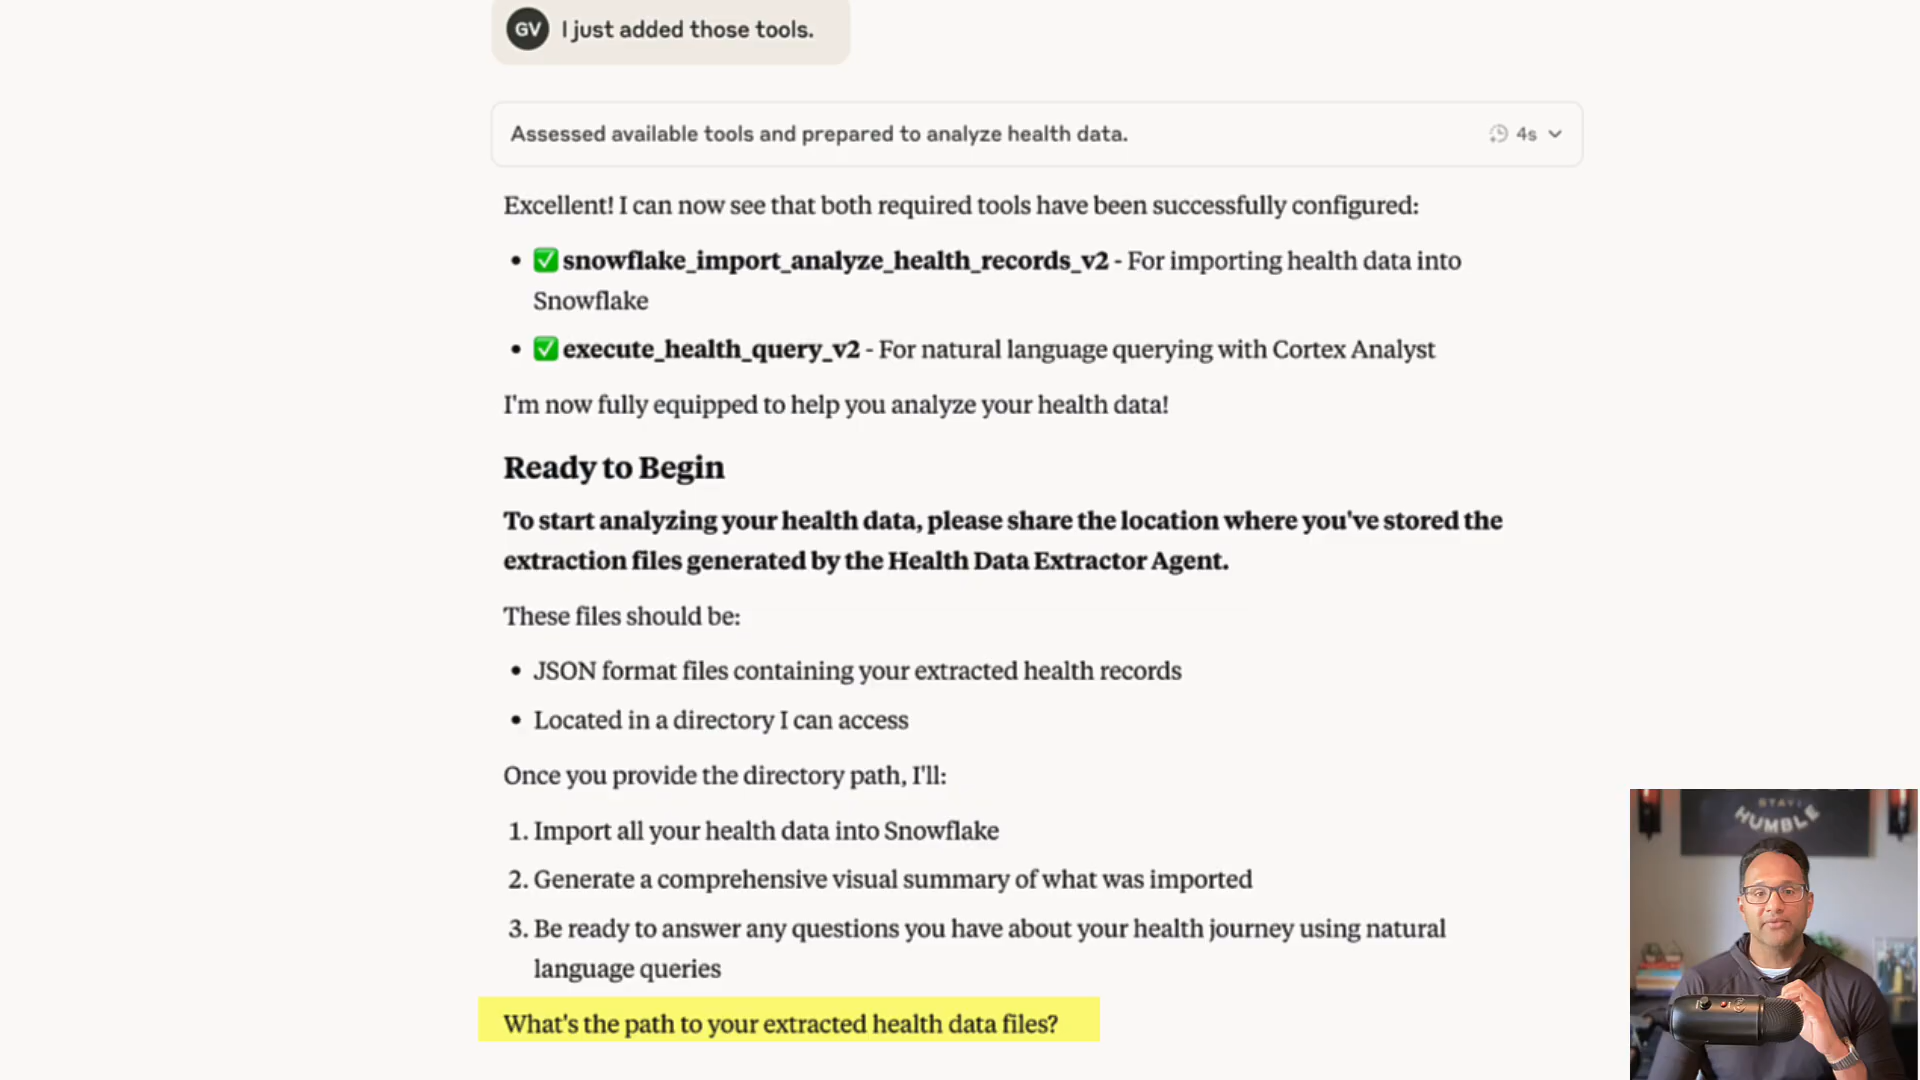 GV I just added those tools.
Assessed available tools and prepared to analyze health data. 4s
Excellent! I can now see that both required tools have been successfully configured:
• ✅ snowflake_import_analyze_health_records_v2 - For importing health data into
Snowflake
• ✅ execute_health_query_v2 - For natural language querying with Cortex Analyst
I'm now fully equipped to help you analyze your health data!
Ready to Begin
To start analyzing your health data, please share the location where you've stored the
extraction files generated by the Health Data Extractor Agent.
These files should be:
• JSON format files containing your extracted health records
• Located in a directory I can access
Once you provide the directory path, I'll:
1. Import all your health data into Snowflake
2. Generate a comprehensive visual summary of what was imported
3. Be ready to answer any questions you have about your health journey using natural
language queries
What's the path to your extracted health data files?
STAY
HUMBLE